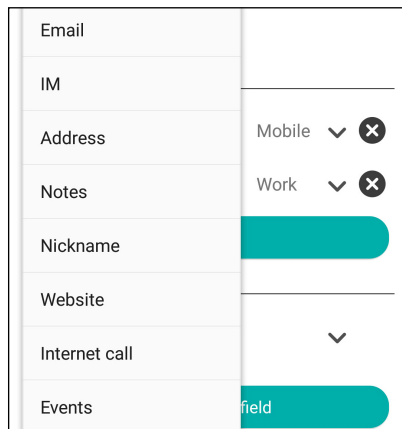 Email
IM
Address
Mobile
Notes
Work
Nickname
Website
Internet call
Events
field